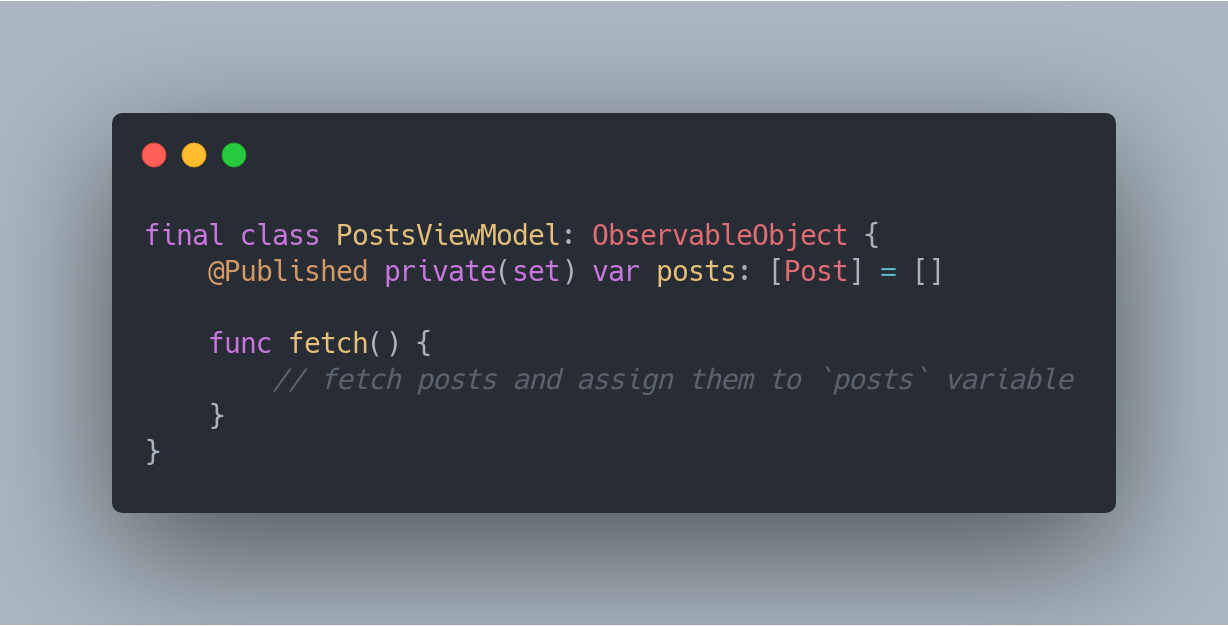 final class PostsViewModel: ObservableObject {
    @Published private(set) var posts: [Post] = []

    func fetch() {
        // fetch posts and assign them to `posts` variable
    }
}